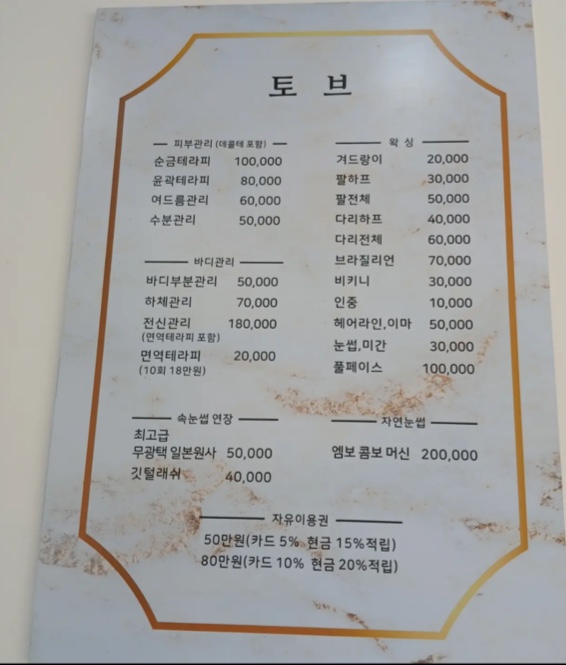 토 브
피부관리 (데콜테 포함)
순금테라피 100,000
윤곽테라피 80,000
여드름관리 60,000
수분관리 50,000
바디관리
바디부분관리 50,000
하체관리 70,000
전신관리 180,000
(면역테라피 포함)
면역테라피 20,000
(10회 18만원)
속눈썹 연장
최고급
무광택 일본원사 50,000
깃털래쉬 40,000
왁 싱
겨드랑이 20,000
팔하프 30,000
팔전체 50,000
다리하프 40,000
다리전체 60,000
브라질리언 70,000
비키니 30,000
인중 10,000
헤어라인,이마 50,000
눈썹,미간 30,000
풀페이스 100,000
자연눈썹
엠보 콤보 머신 200,000
자유이용권
50만원(카드 5% 현금 15%적립)
80만원(카드 10% 현금 20%적립)